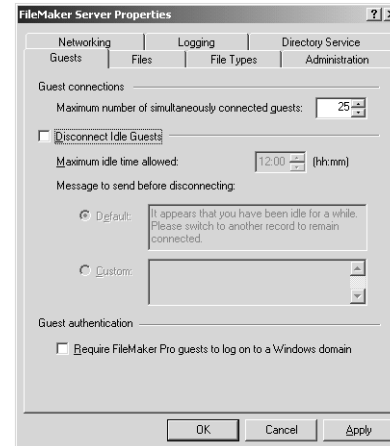 FileMaker Server Properties
Networking Logging Directory Service
Guests Files File Types Administration
Guest connections
Maximum number of simultaneously connected guests: 25
Disconnect Idle Guests
Maximum idle time allowed: 12:00 (hh:mm)
Message to send before disconnecting:
Default: It appears that you have been idle for a while.
Please switch to another record to remain
connected.
Custom:
Guest authentication
Require FileMaker Pro guests to log on to a Windows domain
OK Cancel Apply